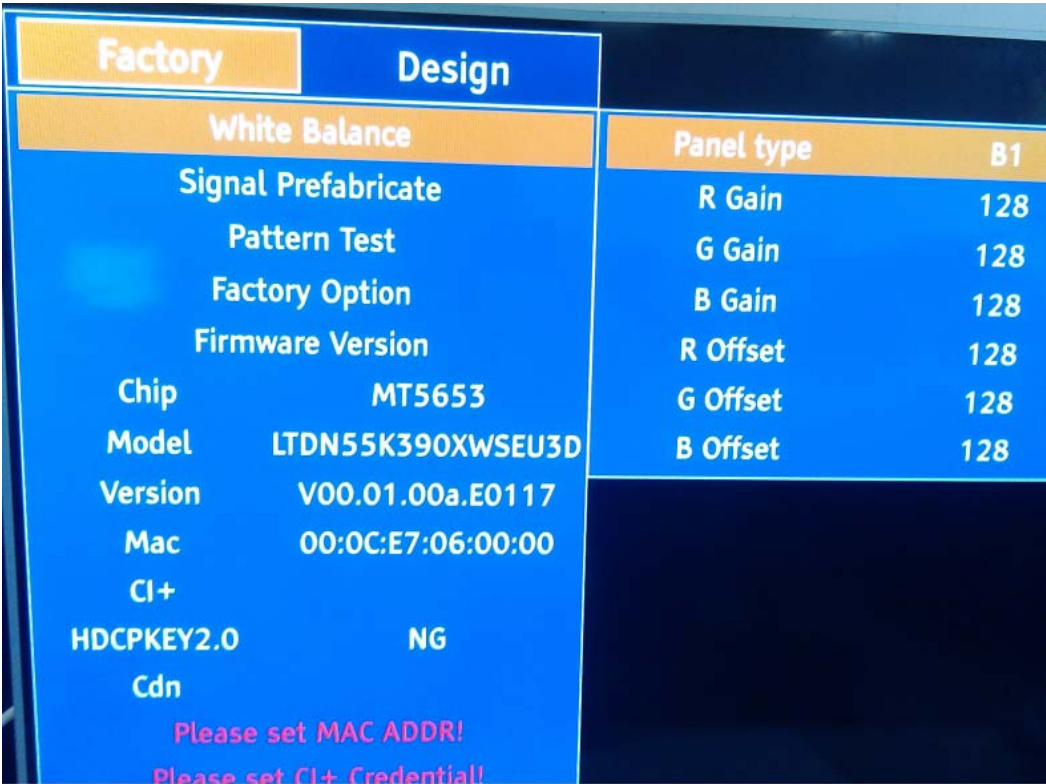 Factory Design
White Balance
Signal Prefabricate
Pattern Test
Factory Option
Firmware Version
Chip MT5653
Model LTDN55K390XWSEU3D
Version V00.01.00a.E0117
Mac 00:0C:E7:06:00:00
CI+
HDCPKEY2.0 NG
Cdn
Please set MAC ADDR!
Please set CI+ Credential!
Panel type B1
R Gain 128
G Gain 128
B Gain 128
R Offset 128
G Offset 128
B Offset 128